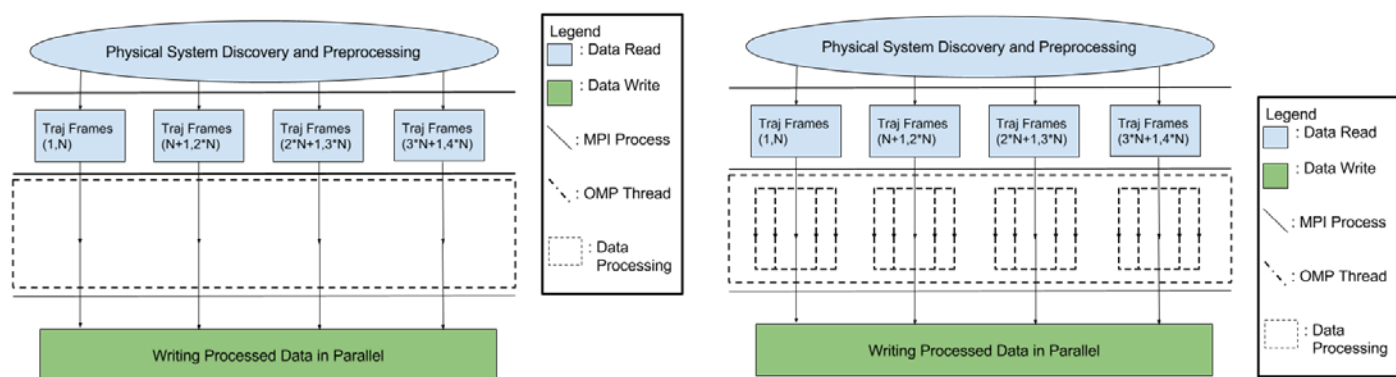 Physical System Discovery and Preprocessing
Traj Frames
(1,N)
Traj Frames
(N+1,2*N)
Traj Frames
(2*N+1,3*N)
Traj Frames
(3*N+1,4*N)
Writing Processed Data in Parallel
Legend
: Data Read
: Data Write
: MPI Process
: OMP Thread
: Data
Processing
Physical System Discovery and Preprocessing
Traj Frames
(1,N)
Traj Frames
(N+1,2*N)
Traj Frames
(2*N+1,3*N)
Traj Frames
(3*N+1,4*N)
Writing Processed Data in Parallel
Legend
: Data Read
: Data Write
: MPI Process
: OMP Thread
: Data
Processing